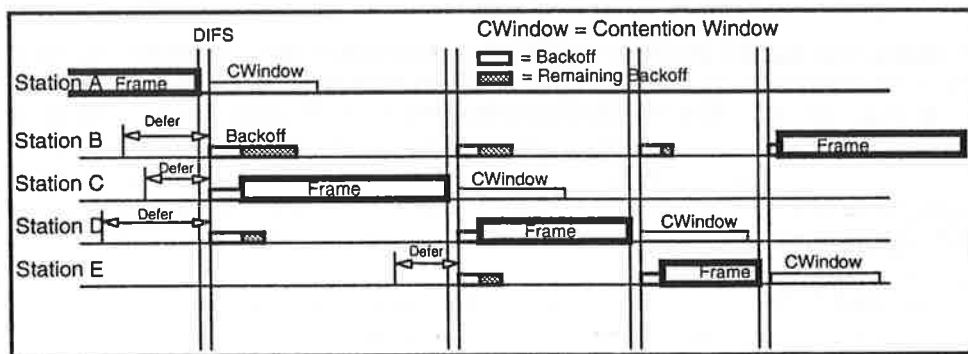 DIFS
CWindow = Contention Window
= Backoff
= Remaining Backoff
Station A
Frame
CWindow
Station B
Defer
Backoff
Frame
Station C
Defer
Frame
CWindow
Station D
Defer
Frame
CWindow
Station E
Defer
Frame
CWindow